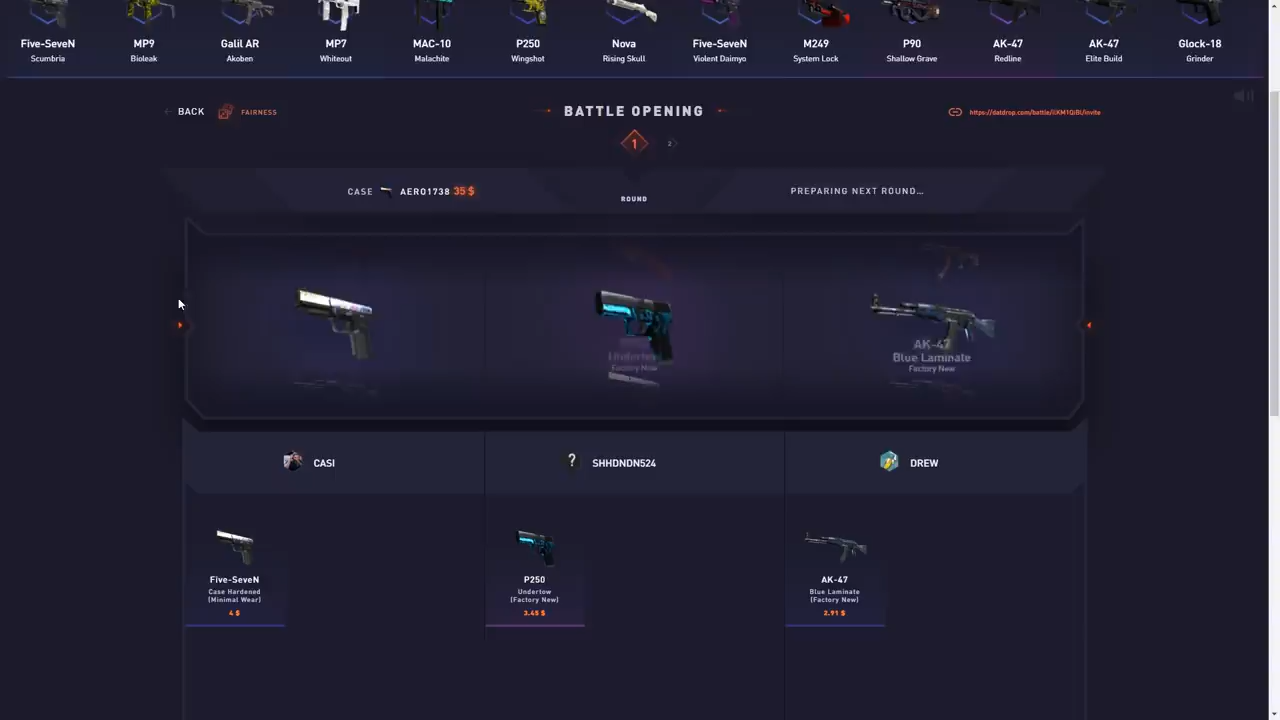 Five-SeveN
Scumbria
MP9
Bioleak
Galil AR
Akoben
MP7
Whiteout
MAC-10
Malachite
P250
Wingshot
Nova
Rising Skull
Five-SeveN
Violent Daimyo
M249
System Lock
P90
Shallow Grave
AK-47
Redline
AK-47
Elite Build
Glock-18
Grinder
BACK
FAIRNESS
BATTLE OPENING
1
2
CASE AERO1738 35 $
ROUND
PREPARING NEXT ROUND...
Undertow
Factory New
AK-47
Blue Laminate
Factory New
CASI
? SHHDNDN524
DREW
Five-SeveN
Case Hardened
(Minimal Wear)
4 $
P250
Undertow
(Factory New)
3.45 $
AK-47
Blue Laminate
(Factory New)
2.91 $